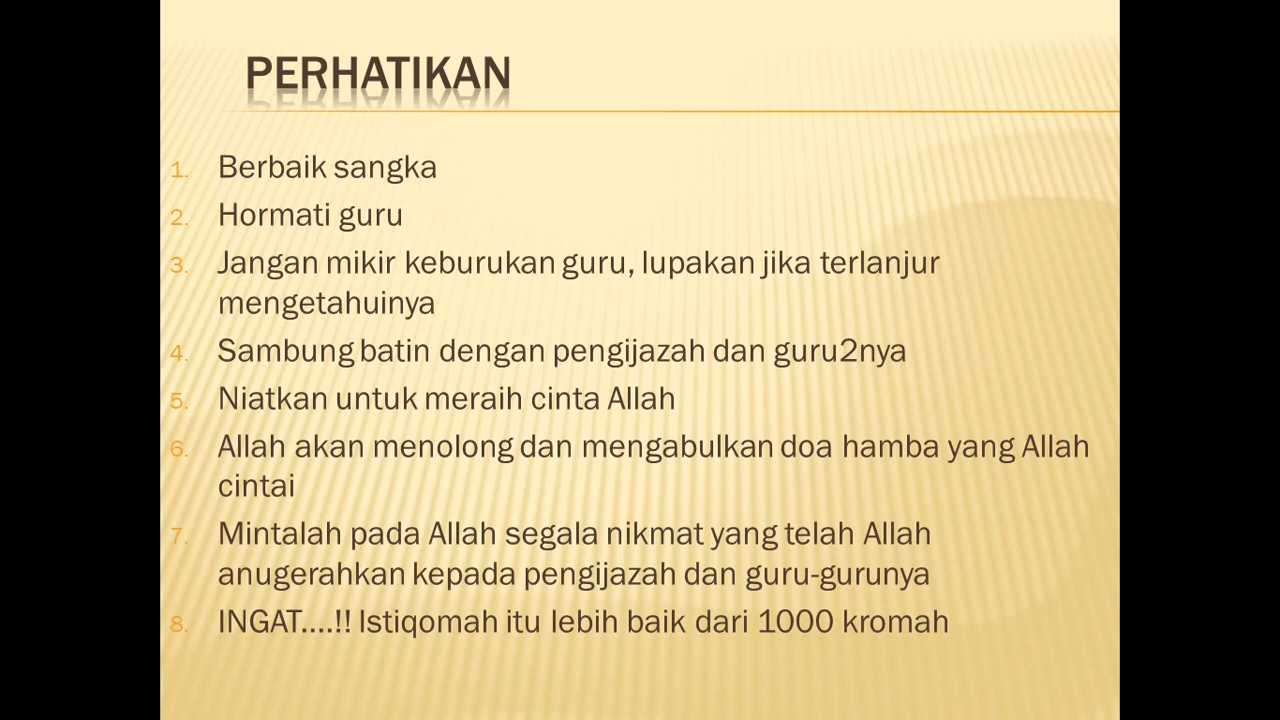 PERHATIKAN
1. Berbaik sangka
2. Hormati guru
3. Jangan mikir keburukan guru, lupakan jika terlanjur
mengetahuinya
4. Sambung batin dengan pengijazah dan guru2nya
5. Niatkan untuk meraih cinta Allah
6. Allah akan menolong dan mengabulkan doa hamba yang Allah
cintai
7. Mintalah pada Allah segala nikmat yang telah Allah
anugerahkan kepada pengijazah dan guru-gurunya
8. INGAT....!! Istiqomah itu lebih baik dari 1000 kromah